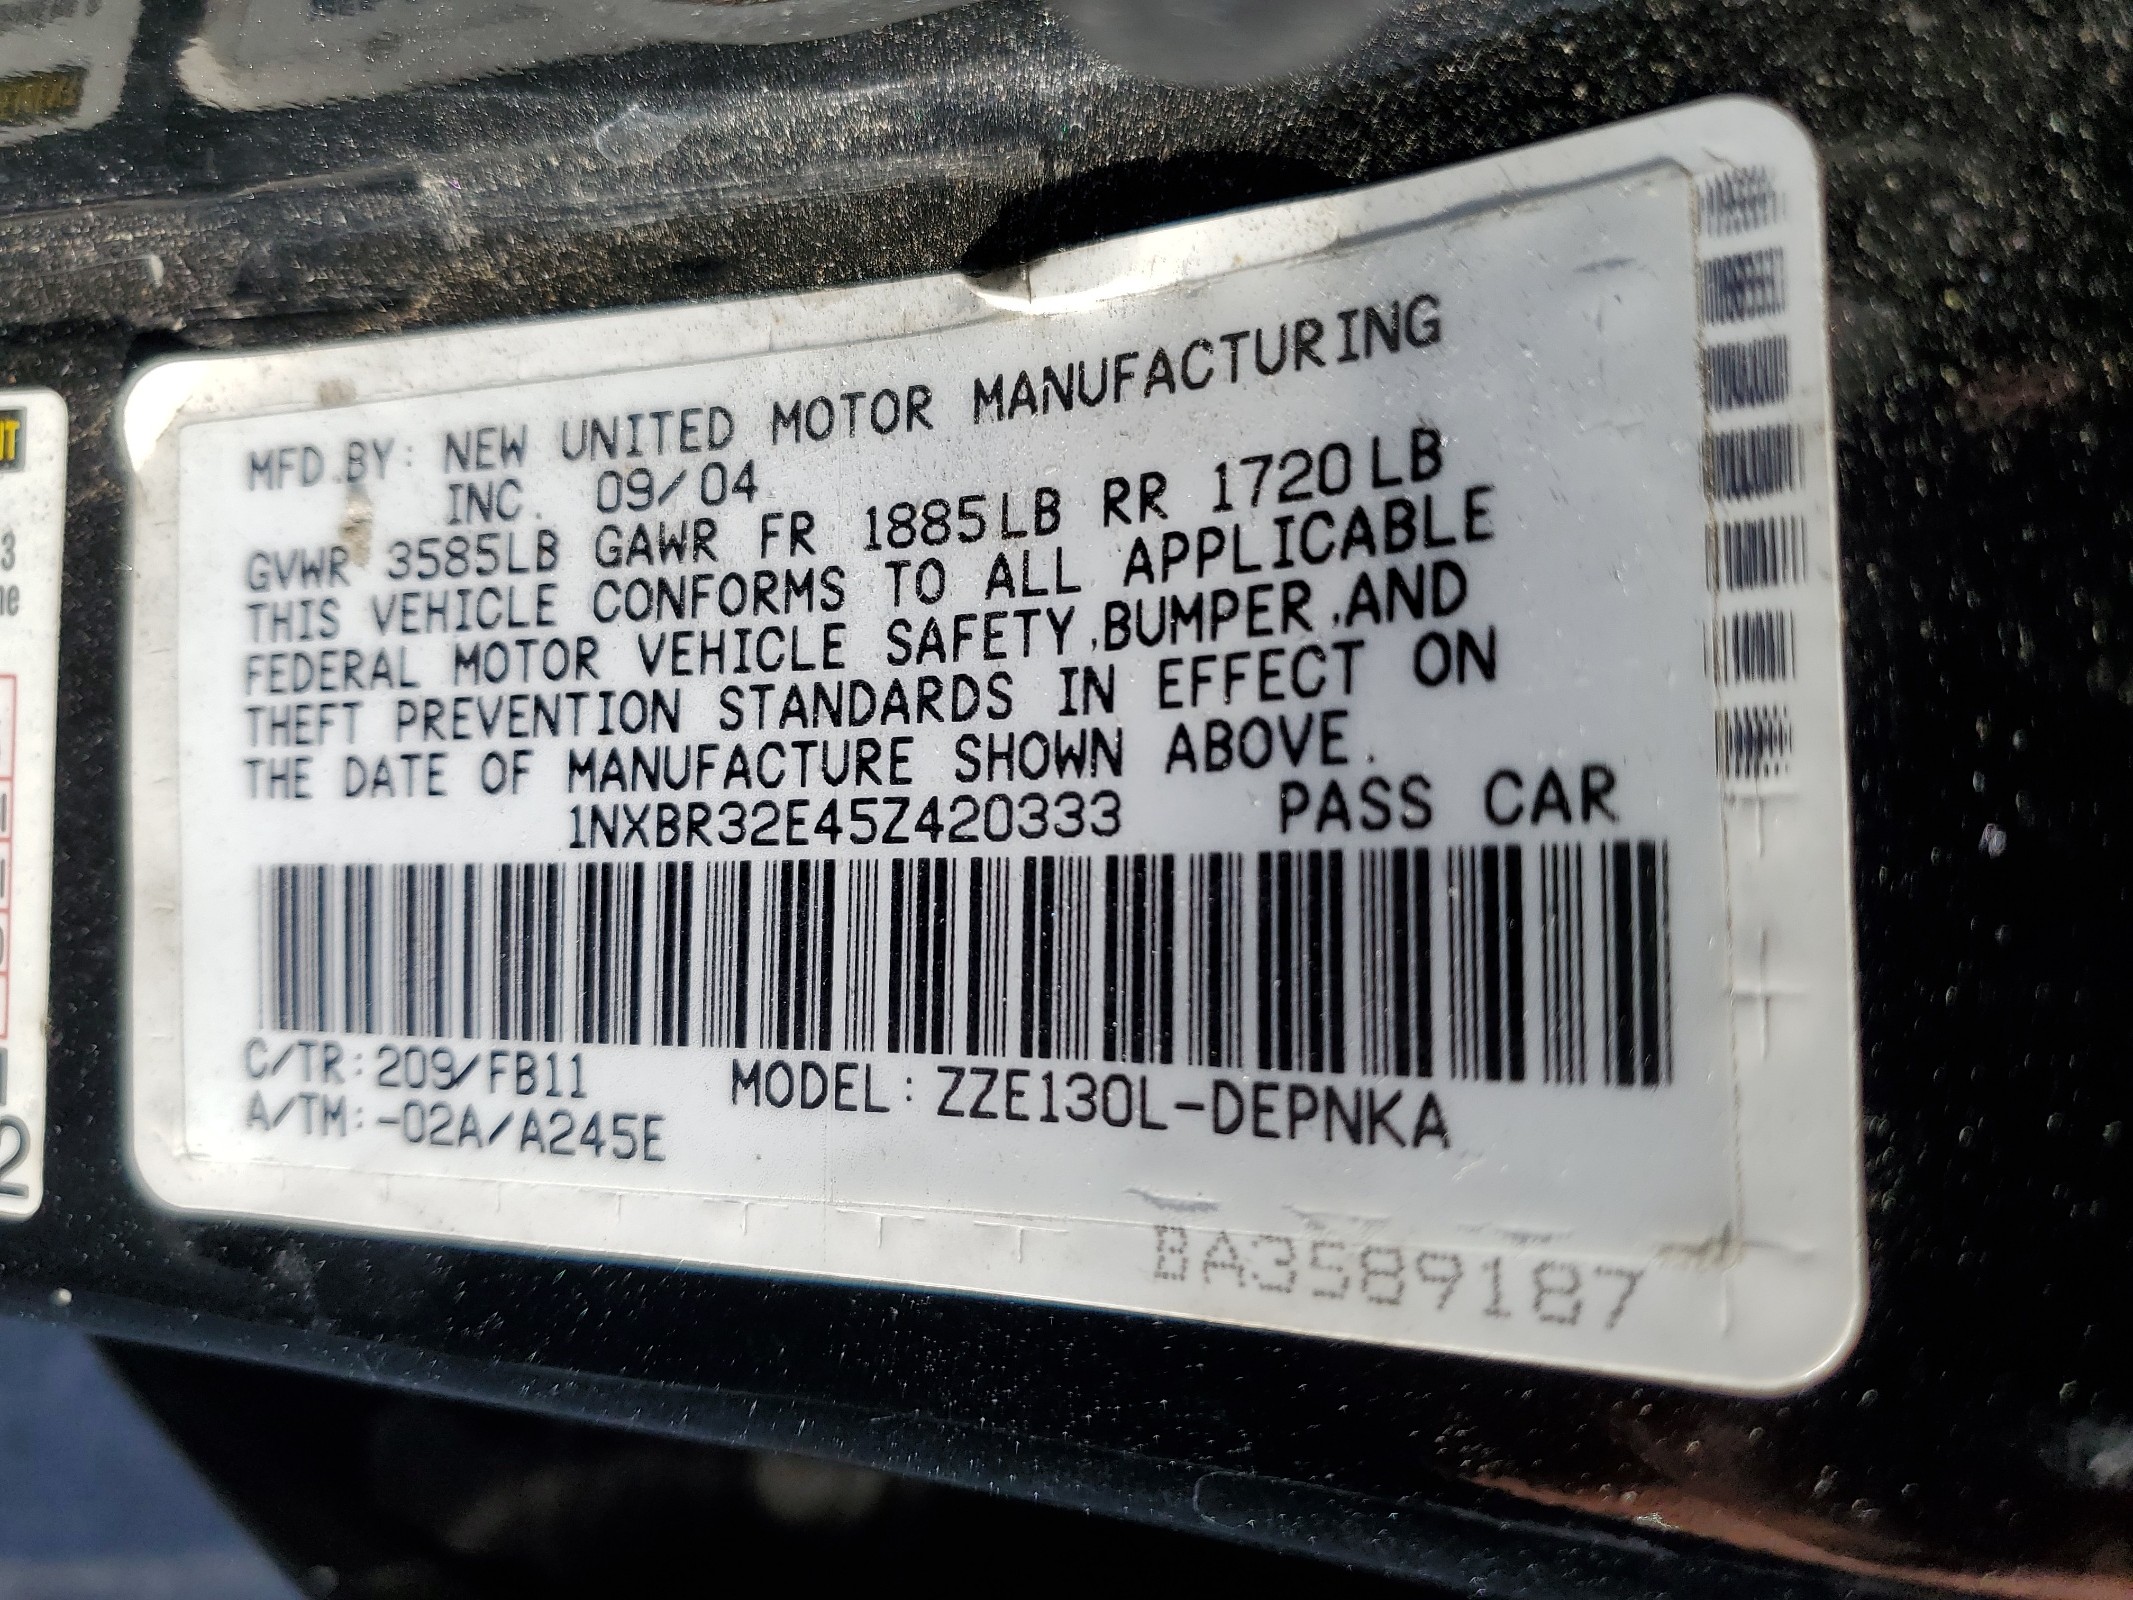 MFD.BY: NEW UNITED MOTOR MANUFACTURING
INC. 09/04
GVWR 3585LB GAWR FR 1885LB RR 1720LB
THIS VEHICLE CONFORMS TO ALL APPLICABLE
FEDERAL MOTOR VEHICLE SAFETY,BUMPER,AND
THEFT PREVENTION STANDARDS IN EFFECT ON
THE DATE OF MANUFACTURE SHOWN ABOVE.
1NXBR32E45Z420333 PASS CAR
C/TR:209/FB11 MODEL:ZZE130L-DEPNKA
A/TM:-02A/A245E
BA3589187
3
2